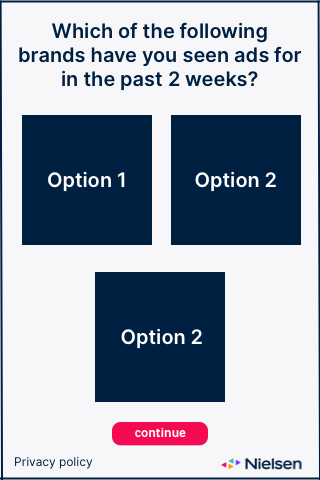 Which of the following
brands have you seen ads for
in the past 2 weeks?
Option 1
Option 2
Option 2
continue
Privacy policy
Nielsen